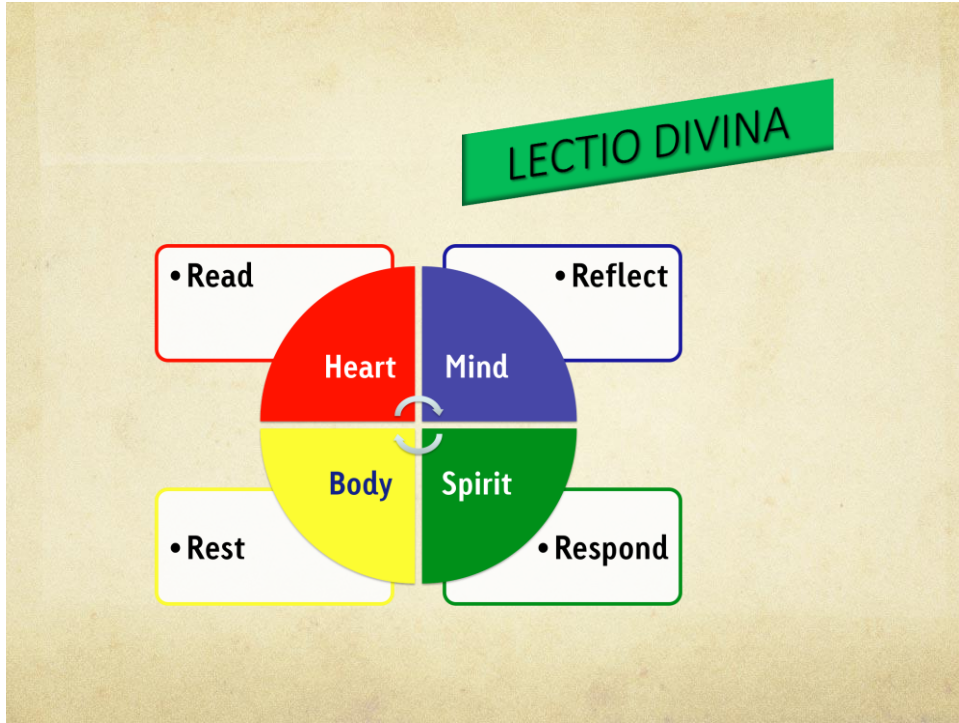 LECTIO DIVINA
• Read
• Reflect
Heart
Mind
Body
Spirit
• Rest
• Respond